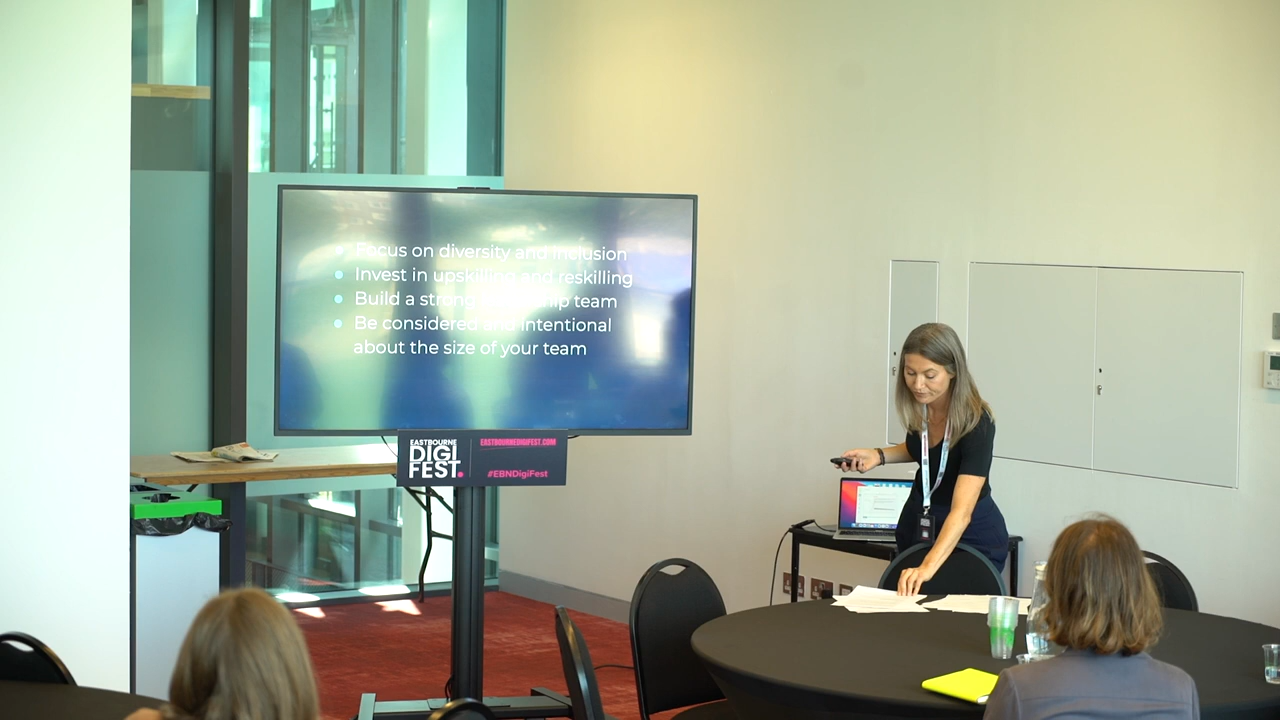 Focus on diversity and inclusion
Invest in upskilling and reskilling
Build a strong leadership team
Be considered and intentional
about the size of your team
EASTBOURNE
DIGI
FEST.
EASTBOURNEDIGIFEST.COM
#EBNDigiFest